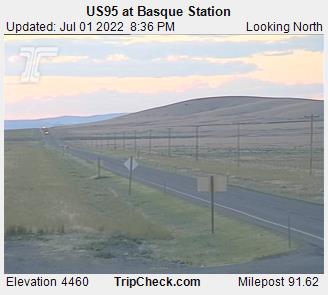 US95 at Basque Station
Updated: Jul 01 2022 8:36 PM Looking North
Elevation 4460 TripCheck.com Milepost 91.62